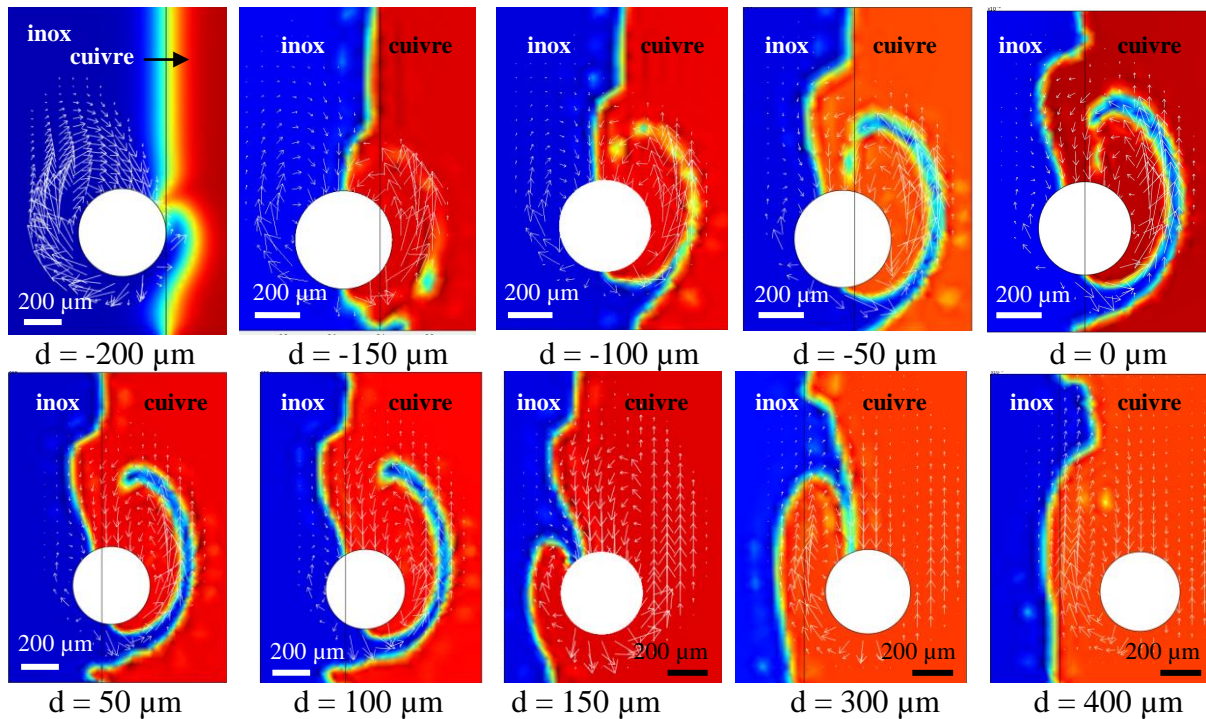 inox
cuivre
200 µm
d = -200 µm
inox cuivre
200 µm
d = -150 µm
inox cuivre
200 µm
d = -100 µm
inox cuivre
200 µm
d = -50 µm
inox cuivre
200 µm
d = 0 µm
inox cuivre
200 µm
d = 50 µm
inox cuivre
200 µm
d = 100 µm
inox cuivre
200 µm
d = 150 µm
inox cuivre
200 µm
d = 300 µm
inox cuivre
200 µm
d = 400 µm